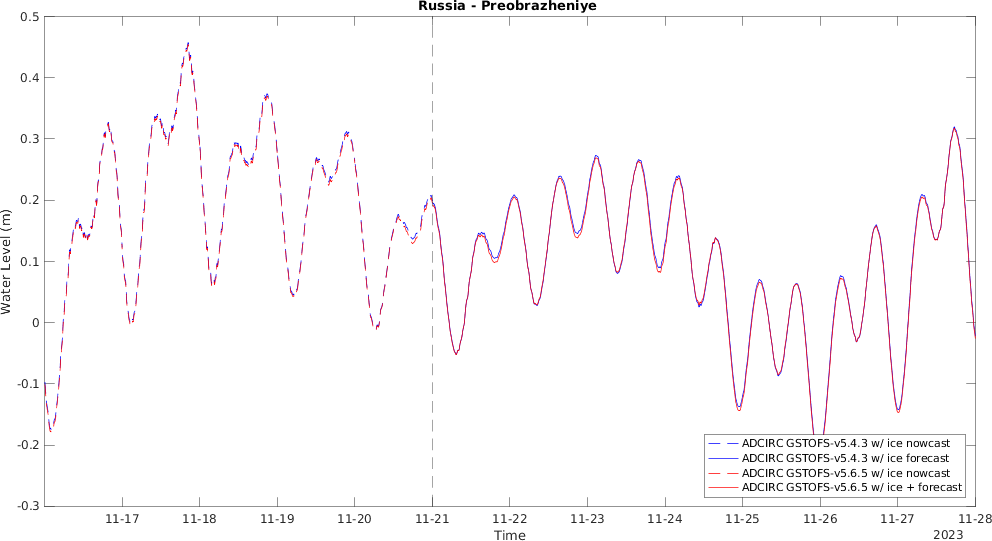 Russia - Preobrazheniye
Water Level (m)
0.5
0.4
0.3
0.2
0.1
0
-0.1
-0.2
-0.3
ADCIRC GSTOFS-v5.4.3 w/ ice nowcast
ADCIRC GSTOFS-v5.4.3 w/ ice forecast
ADCIRC GSTOFS-v5.6.5 w/ ice nowcast
ADCIRC GSTOFS-v5.6.5 w/ ice + forecast
11-17 11-18 11-19 11-20 11-21 11-22 11-23 11-24 11-25 11-26 11-27 11-28
Time
2023